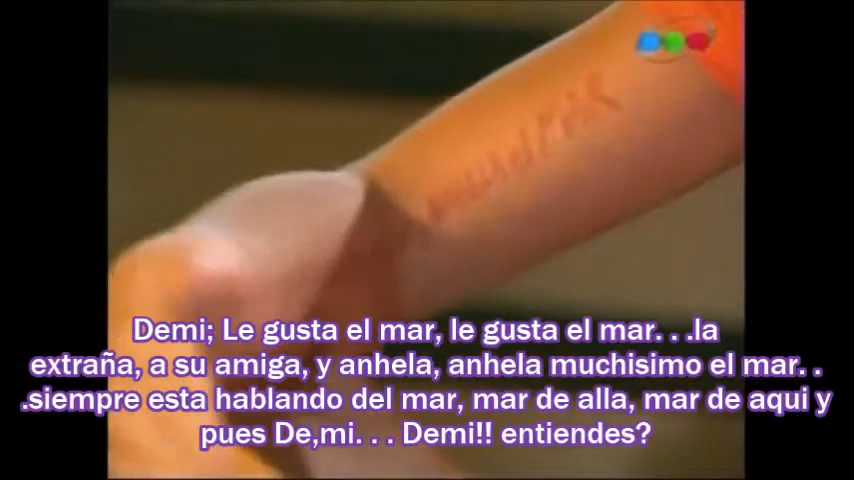 Demi; Le gusta el mar, le gusta el mar. . .la
extraña, a su amiga, y anhela, anhela muchisimo el mar. .
.siempre esta hablando del mar, mar de alla, mar de aqui y
pues De,mi. . . Demi!! entiendes?